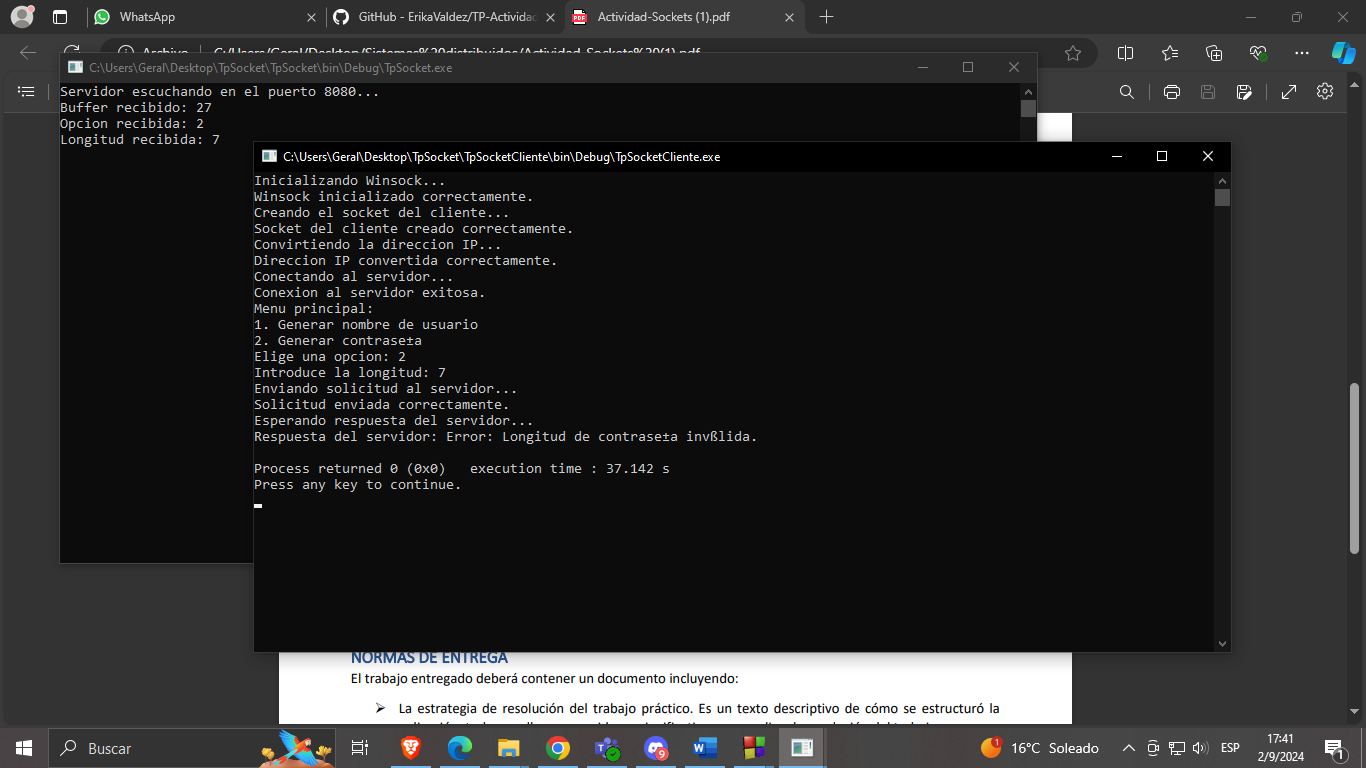 WhatsApp
GitHub - ErikaValdez/TP-Actividad
Actividad-Sockets (1).pdf
Archivo
C:/Users/Geral/Desktop/Sistemas%20distribuidos/Actividad-Sockets%20(1).pdf
C:\Users\Geral\Desktop\TpSocket\TpSocket\bin\Debug\TpSocket.exe
Servidor escuchando en el puerto 8080...
Buffer recibido: 27
Opcion recibida: 2
Longitud recibida: 7
C:\Users\Geral\Desktop\TpSocket\TpSocketCliente\bin\Debug\TpSocketCliente.exe
Inicializando Winsock...
Winsock inicializado correctamente.
Creando el socket del cliente...
Socket del cliente creado correctamente.
Convirtiendo la direccion IP...
Direccion IP convertida correctamente.
Conectando al servidor...
Conexion al servidor exitosa.
Menu principal:
1. Generar nombre de usuario
2. Generar contrase±a
Elige una opcion: 2
Introduce la longitud: 7
Enviando solicitud al servidor...
Solicitud enviada correctamente.
Esperando respuesta del servidor...
Respuesta del servidor: Error: Longitud de contrase±a invßlida.
Process returned 0 (0x0)   execution time : 37.142 s
Press any key to continue.
NORMAS DE ENTREGA
El trabajo entregado deberá contener un documento incluyendo:
➢ La estrategia de resolución del trabajo práctico. Es un texto descriptivo de cómo se estructuró la
Buscar
9
16°C Soleado
1
ESP
17:41
2/9/2024
1